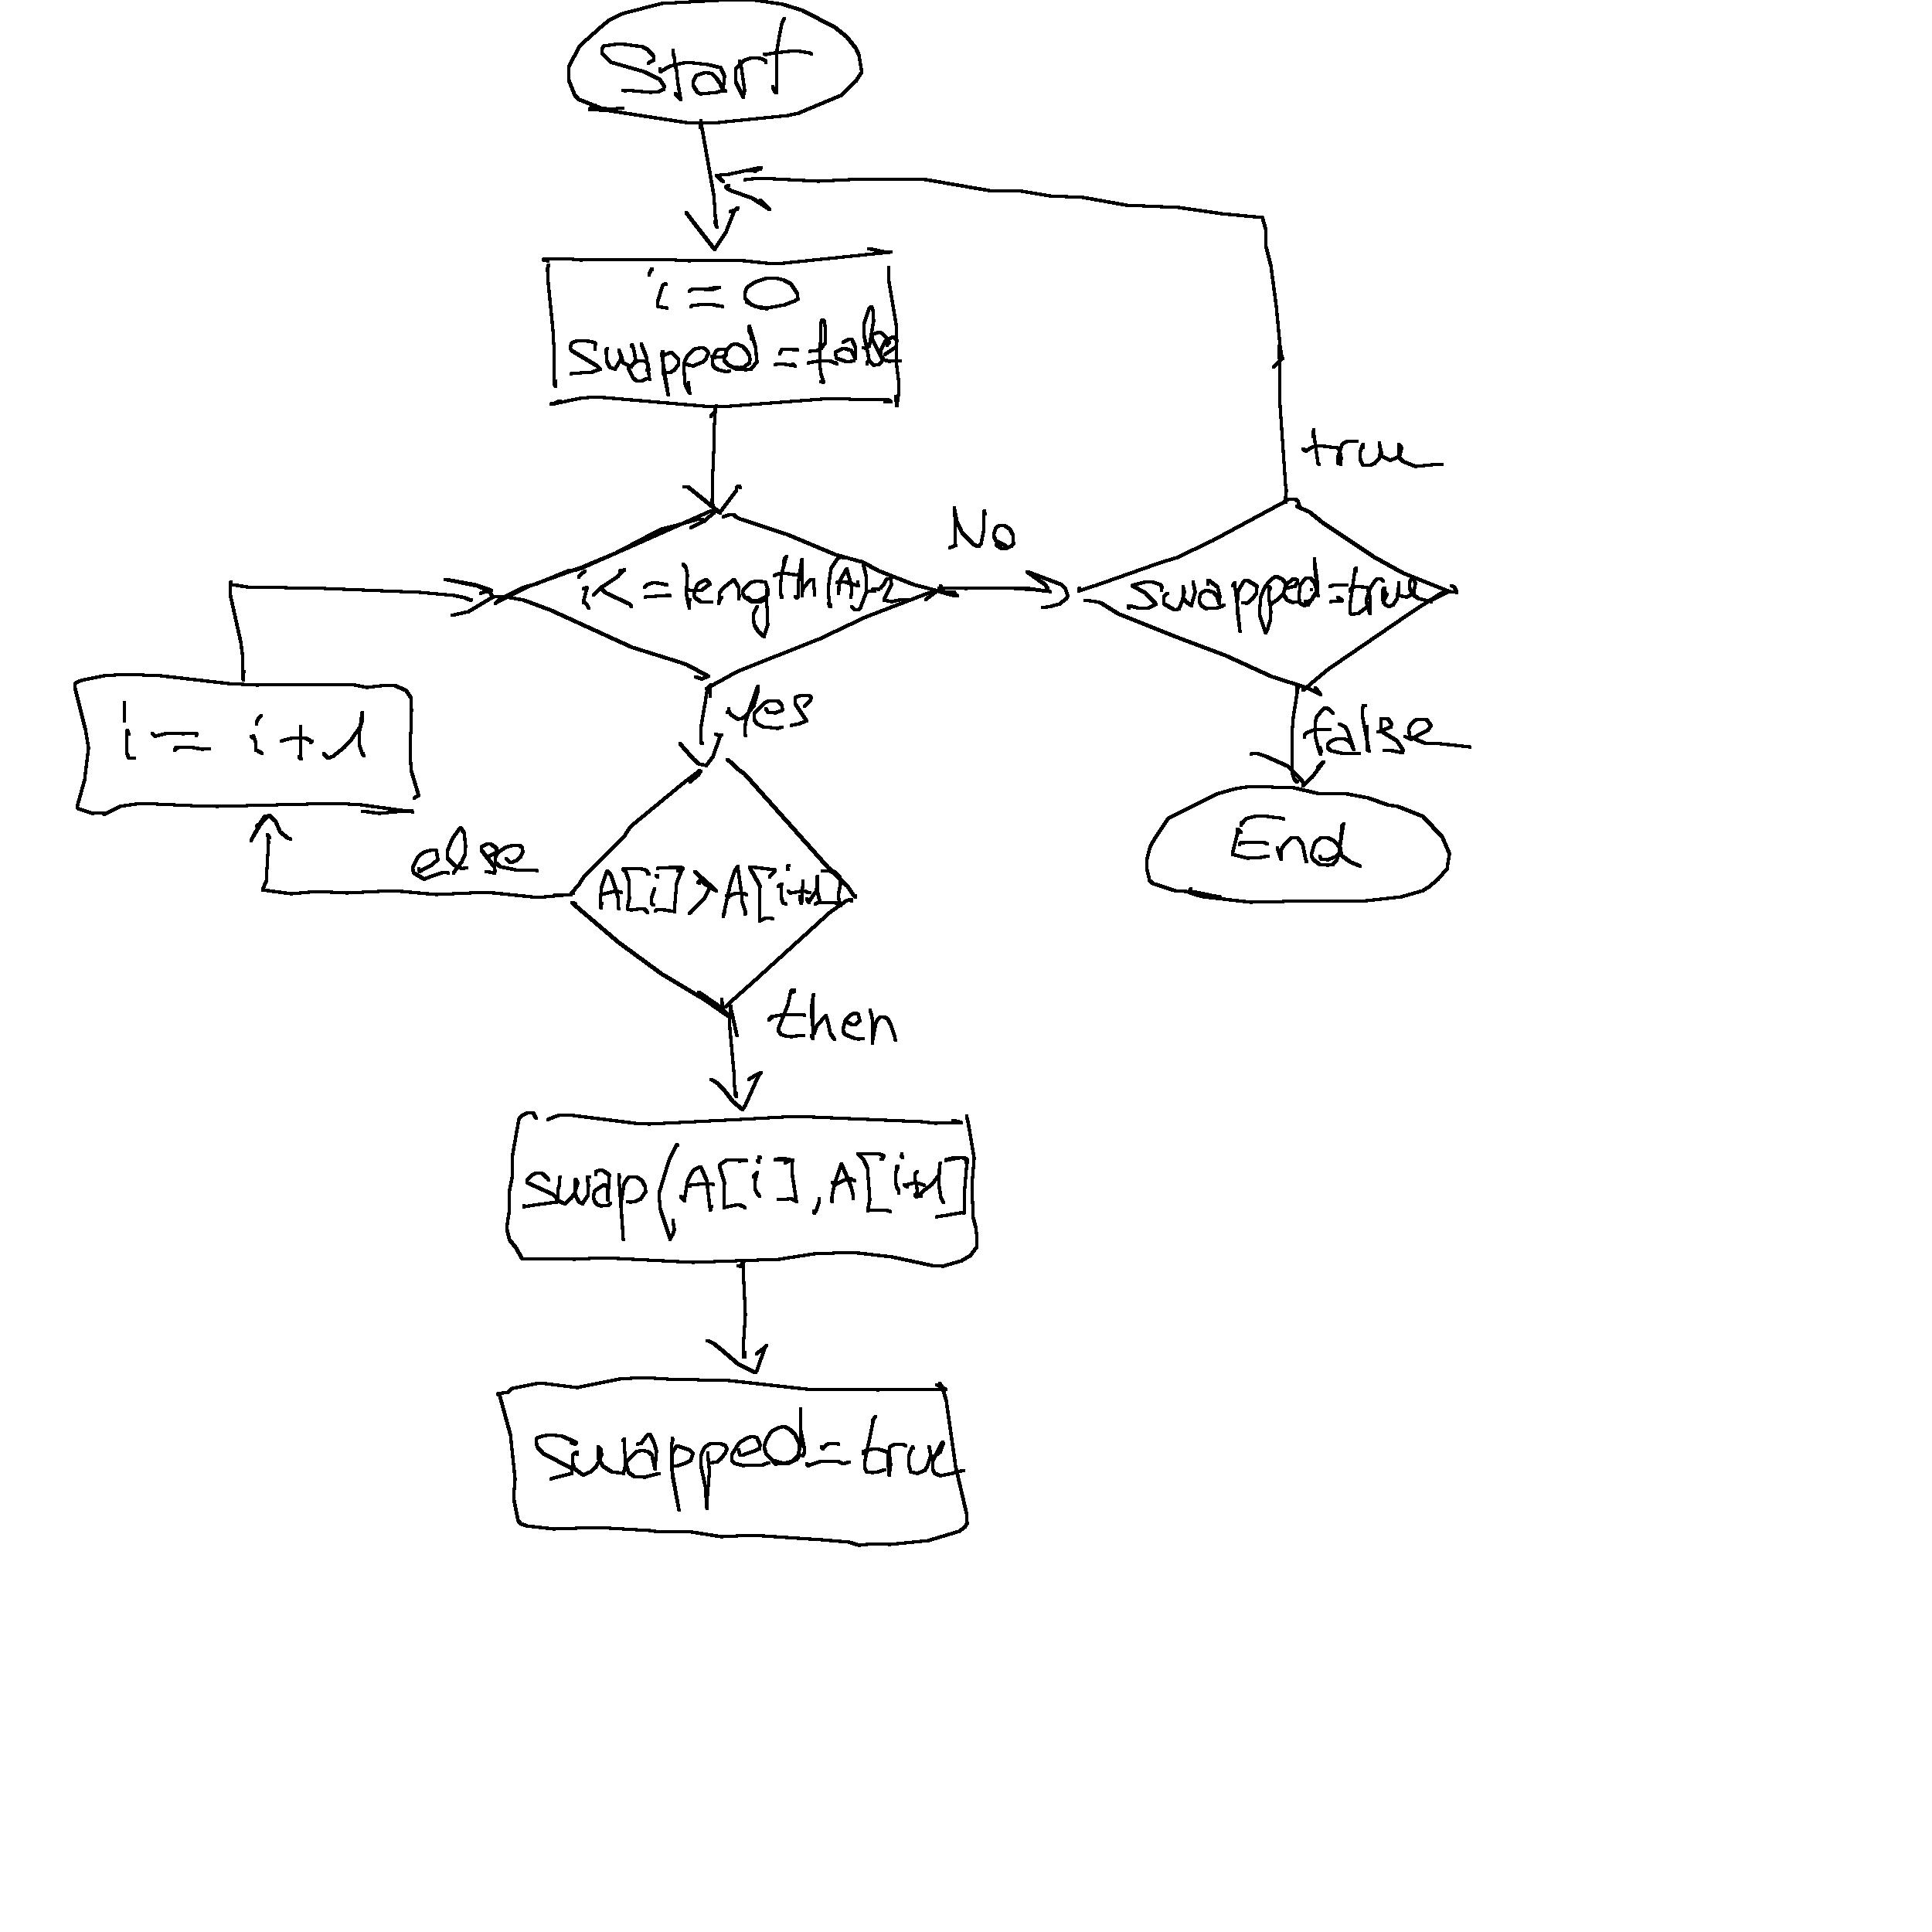 Start
i = 0
swapped = false
true
No
i <= length(A)-2
swapped=true
yes
false
i = i + 1
End
else
A[i] > A[i+1]
then
swap(A[i], A[i+1]
swapped = true